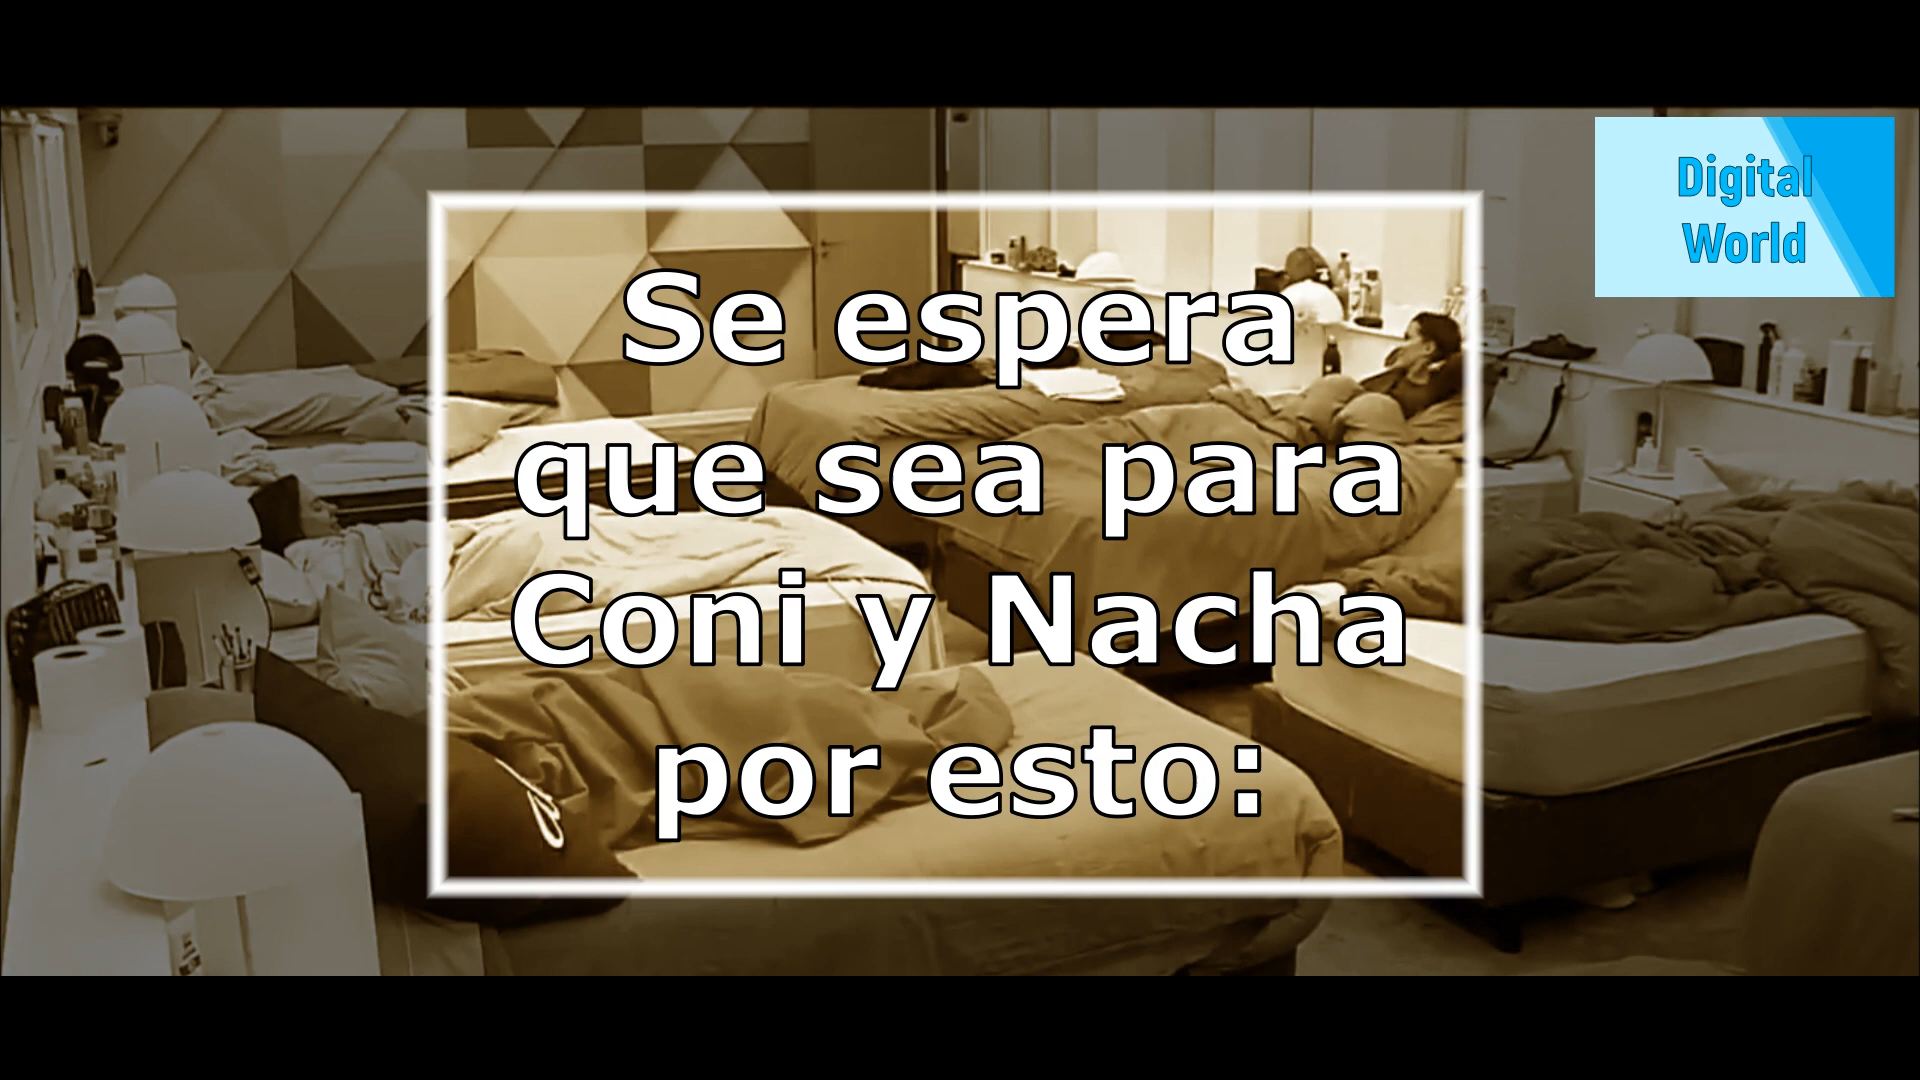 Digital
World
Se espera
que sea para
Coni y Nacha
por esto: